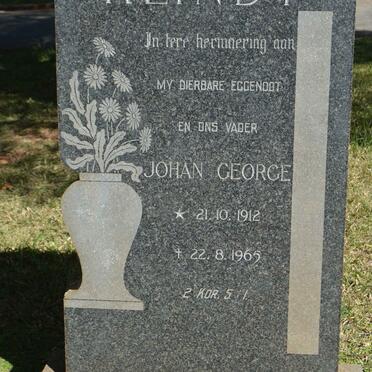 In tere herinnering aan
MY DIERBARE EGGENOOT
EN ONS VADER
JOHAN GEORGE
★ 21.10.1912
† 22.8.1965
2 KOR. 5:1.